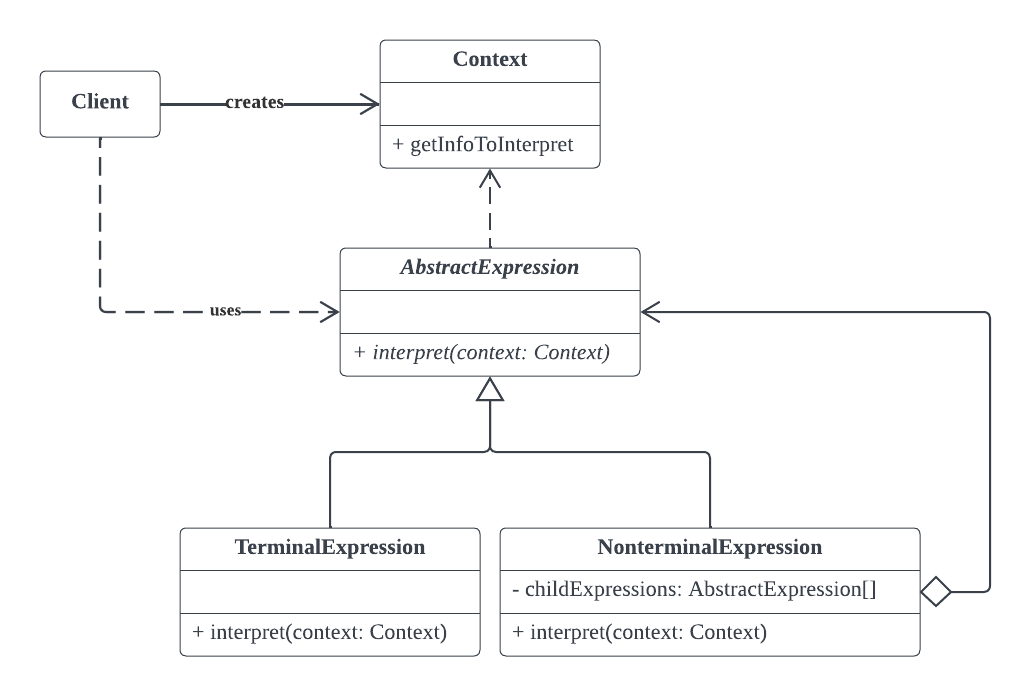 Context
Client
creates
+ getInfoToInterpret
AbstractExpression
uses
+ interpret(context: Context)
TerminalExpression
NonterminalExpression
- childExpressions: AbstractExpression[]
+ interpret(context: Context)
+ interpret(context: Context)